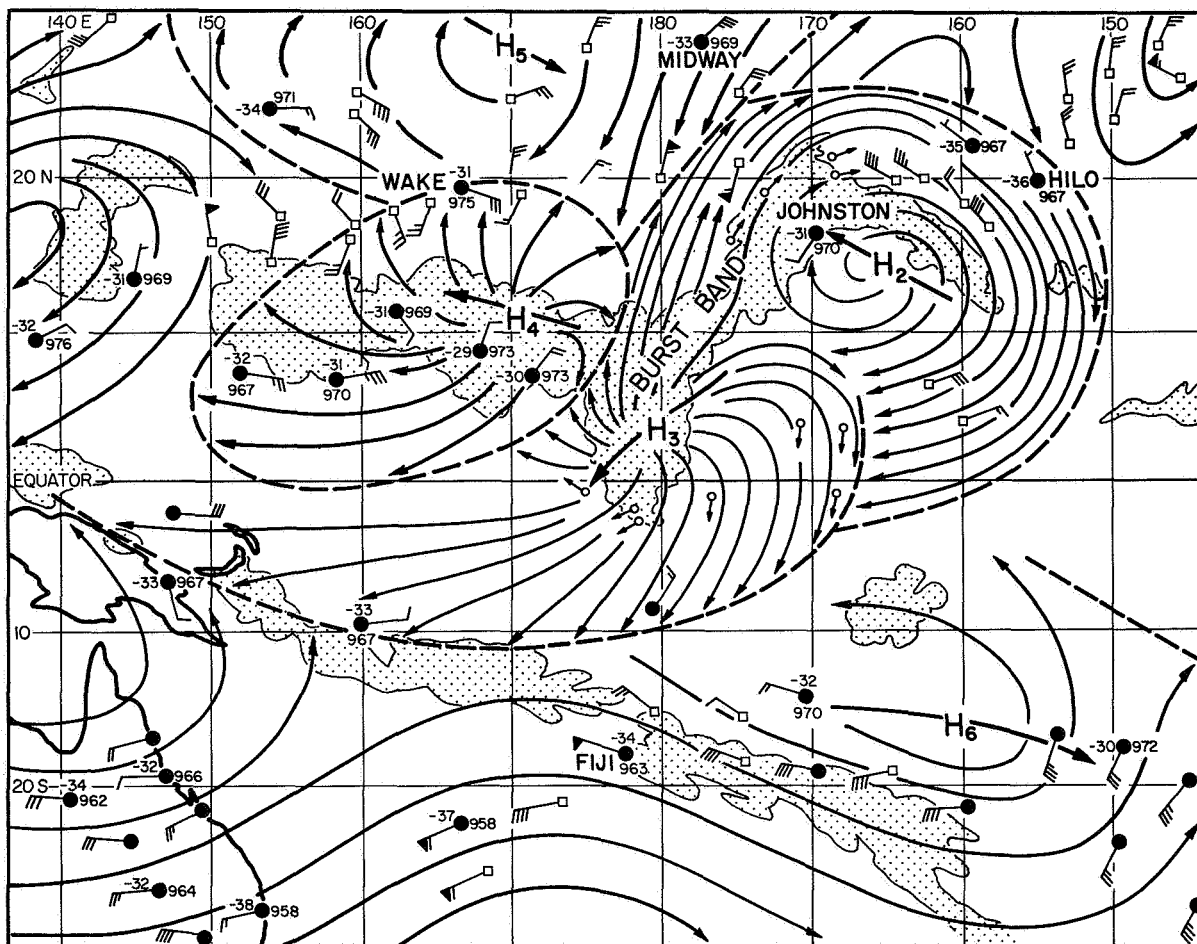 140 E 150 160 180 170 160 150
H5
-33 969
MIDWAY
971
-34
-35 967
20 N
WAKE
-31
975
-36 HILO
967
JOHNSTON
-31
970
-31 969
H2
BURST BAND
-31 969
H4
-32
976
-29 973
-32
967
-31
970
-30 973
H3
EQUATOR
-33 967
-33
967
10
-32
970
H6
-34
FIJI 963
-30 972
-32 966
20 S -34
962
-37
958
-32
964
-38 958